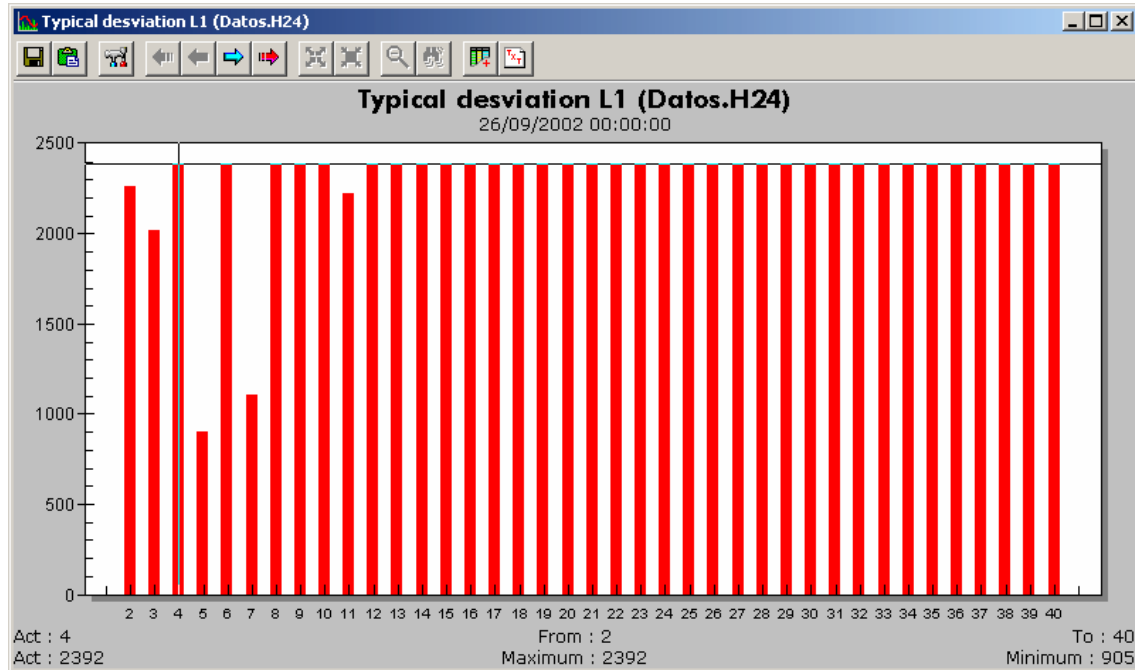 Typical desviation L1 (Datos.H24)
TXT
Typical desviation L1 (Datos.H24)
26/09/2002 00:00:00
2500
2000
1500
1000
500
0
2 3 4 5 6 7 8 9 10 11 12 13 14 15 16 17 18 19 20 21 22 23 24 25 26 27 28 29 30 31 32 33 34 35 36 37 38 39 40
Act : 4 From : 2 To : 40
Act : 2392 Maximum : 2392 Minimum : 905